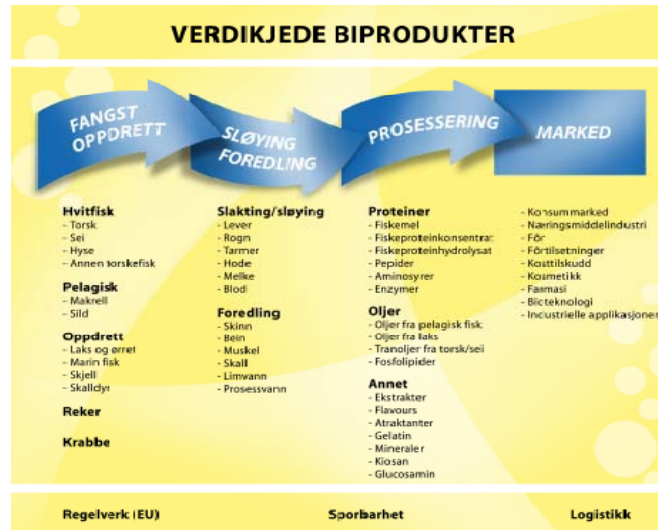 VERDIKJEDE BIPRODUKTER
FANGST
OPPDRETT
SLØYING
FOREDLING
PROSESSERING
MARKED
Hvitfisk
– Torsk
– Sei
– Hyse
– Annen torskefisk
Pelagisk
– Makrell
– Sild
Oppdrett
– Laks og ørret
– Marin fisk
– Skjell
– Skalldyr
Reker
Krabbe
Slakting/sløying
- Lever
- Rogn
- Tarmer
- Hode
- Melke
- Blod
Foredling
- Skinn
- Bein
- Muskel
- Skall
- Limvann
- Prosessvann
Proteiner
- Fiskemel
- Fiskeproteinkonsentrat
- Fiskeproteinhydrolysat
- Pepider
- Aminosyrer
- Enzymer
Oljer
- Oljer fra pelagisk fisk
- Oljer fra laks
- Tranoljer fra torsk/sei
- Fosfolipider
Annet
- Ekstrakter
- Flavours
- Atraktanter
- Gelatin
- Mineraler
- Kiosan
- Glucosamin
- Konsum marked
- Næringsmiddelindustri
- Fôr
- Fôrtilsetninger
- Kosttilskudd
- Kosmetikk
- Farmasi
- Bioteknologi
- Industrielle applikasjoner
Regelverk (EU)
Sporbarhet
Logistikk